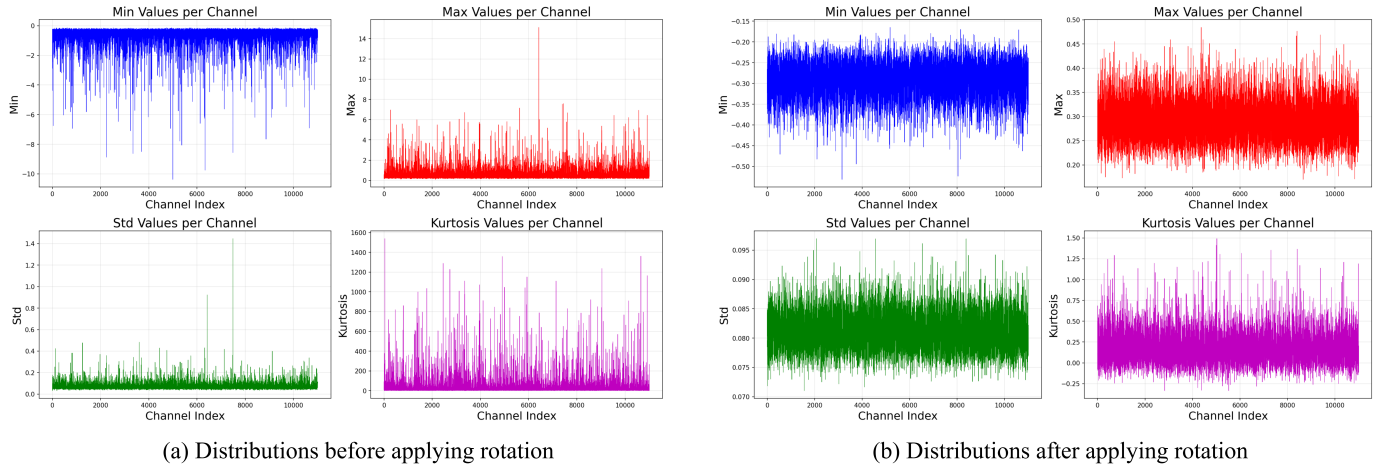 Min Values per Channel
0
−2
−4
−6
−8
−10
Min
0 2000 4000 6000 8000 10000
Channel Index
Max Values per Channel
14
12
10
8
6
4
2
0
Max
0 2000 4000 6000 8000 10000
Channel Index
Std Values per Channel
1.4
1.2
1.0
0.8
0.6
0.4
0.2
0.0
Std
0 2000 4000 6000 8000 10000
Channel Index
Kurtosis Values per Channel
1600
1400
1200
1000
800
600
400
200
0
Kurtosis
0 2000 4000 6000 8000 10000
Channel Index
(a) Distributions before applying rotation
Min Values per Channel
−0.15
−0.20
−0.25
−0.30
−0.35
−0.40
−0.45
−0.50
Min
0 2000 4000 6000 8000 10000
Channel Index
Max Values per Channel
0.50
0.45
0.40
0.35
0.30
0.25
0.20
Max
0 2000 4000 6000 8000 10000
Channel Index
Std Values per Channel
0.095
0.090
0.085
0.080
0.075
0.070
Std
0 2000 4000 6000 8000 10000
Channel Index
Kurtosis Values per Channel
1.50
1.25
1.00
0.75
0.50
0.25
0.00
−0.25
Kurtosis
0 2000 4000 6000 8000 10000
Channel Index
(b) Distributions after applying rotation